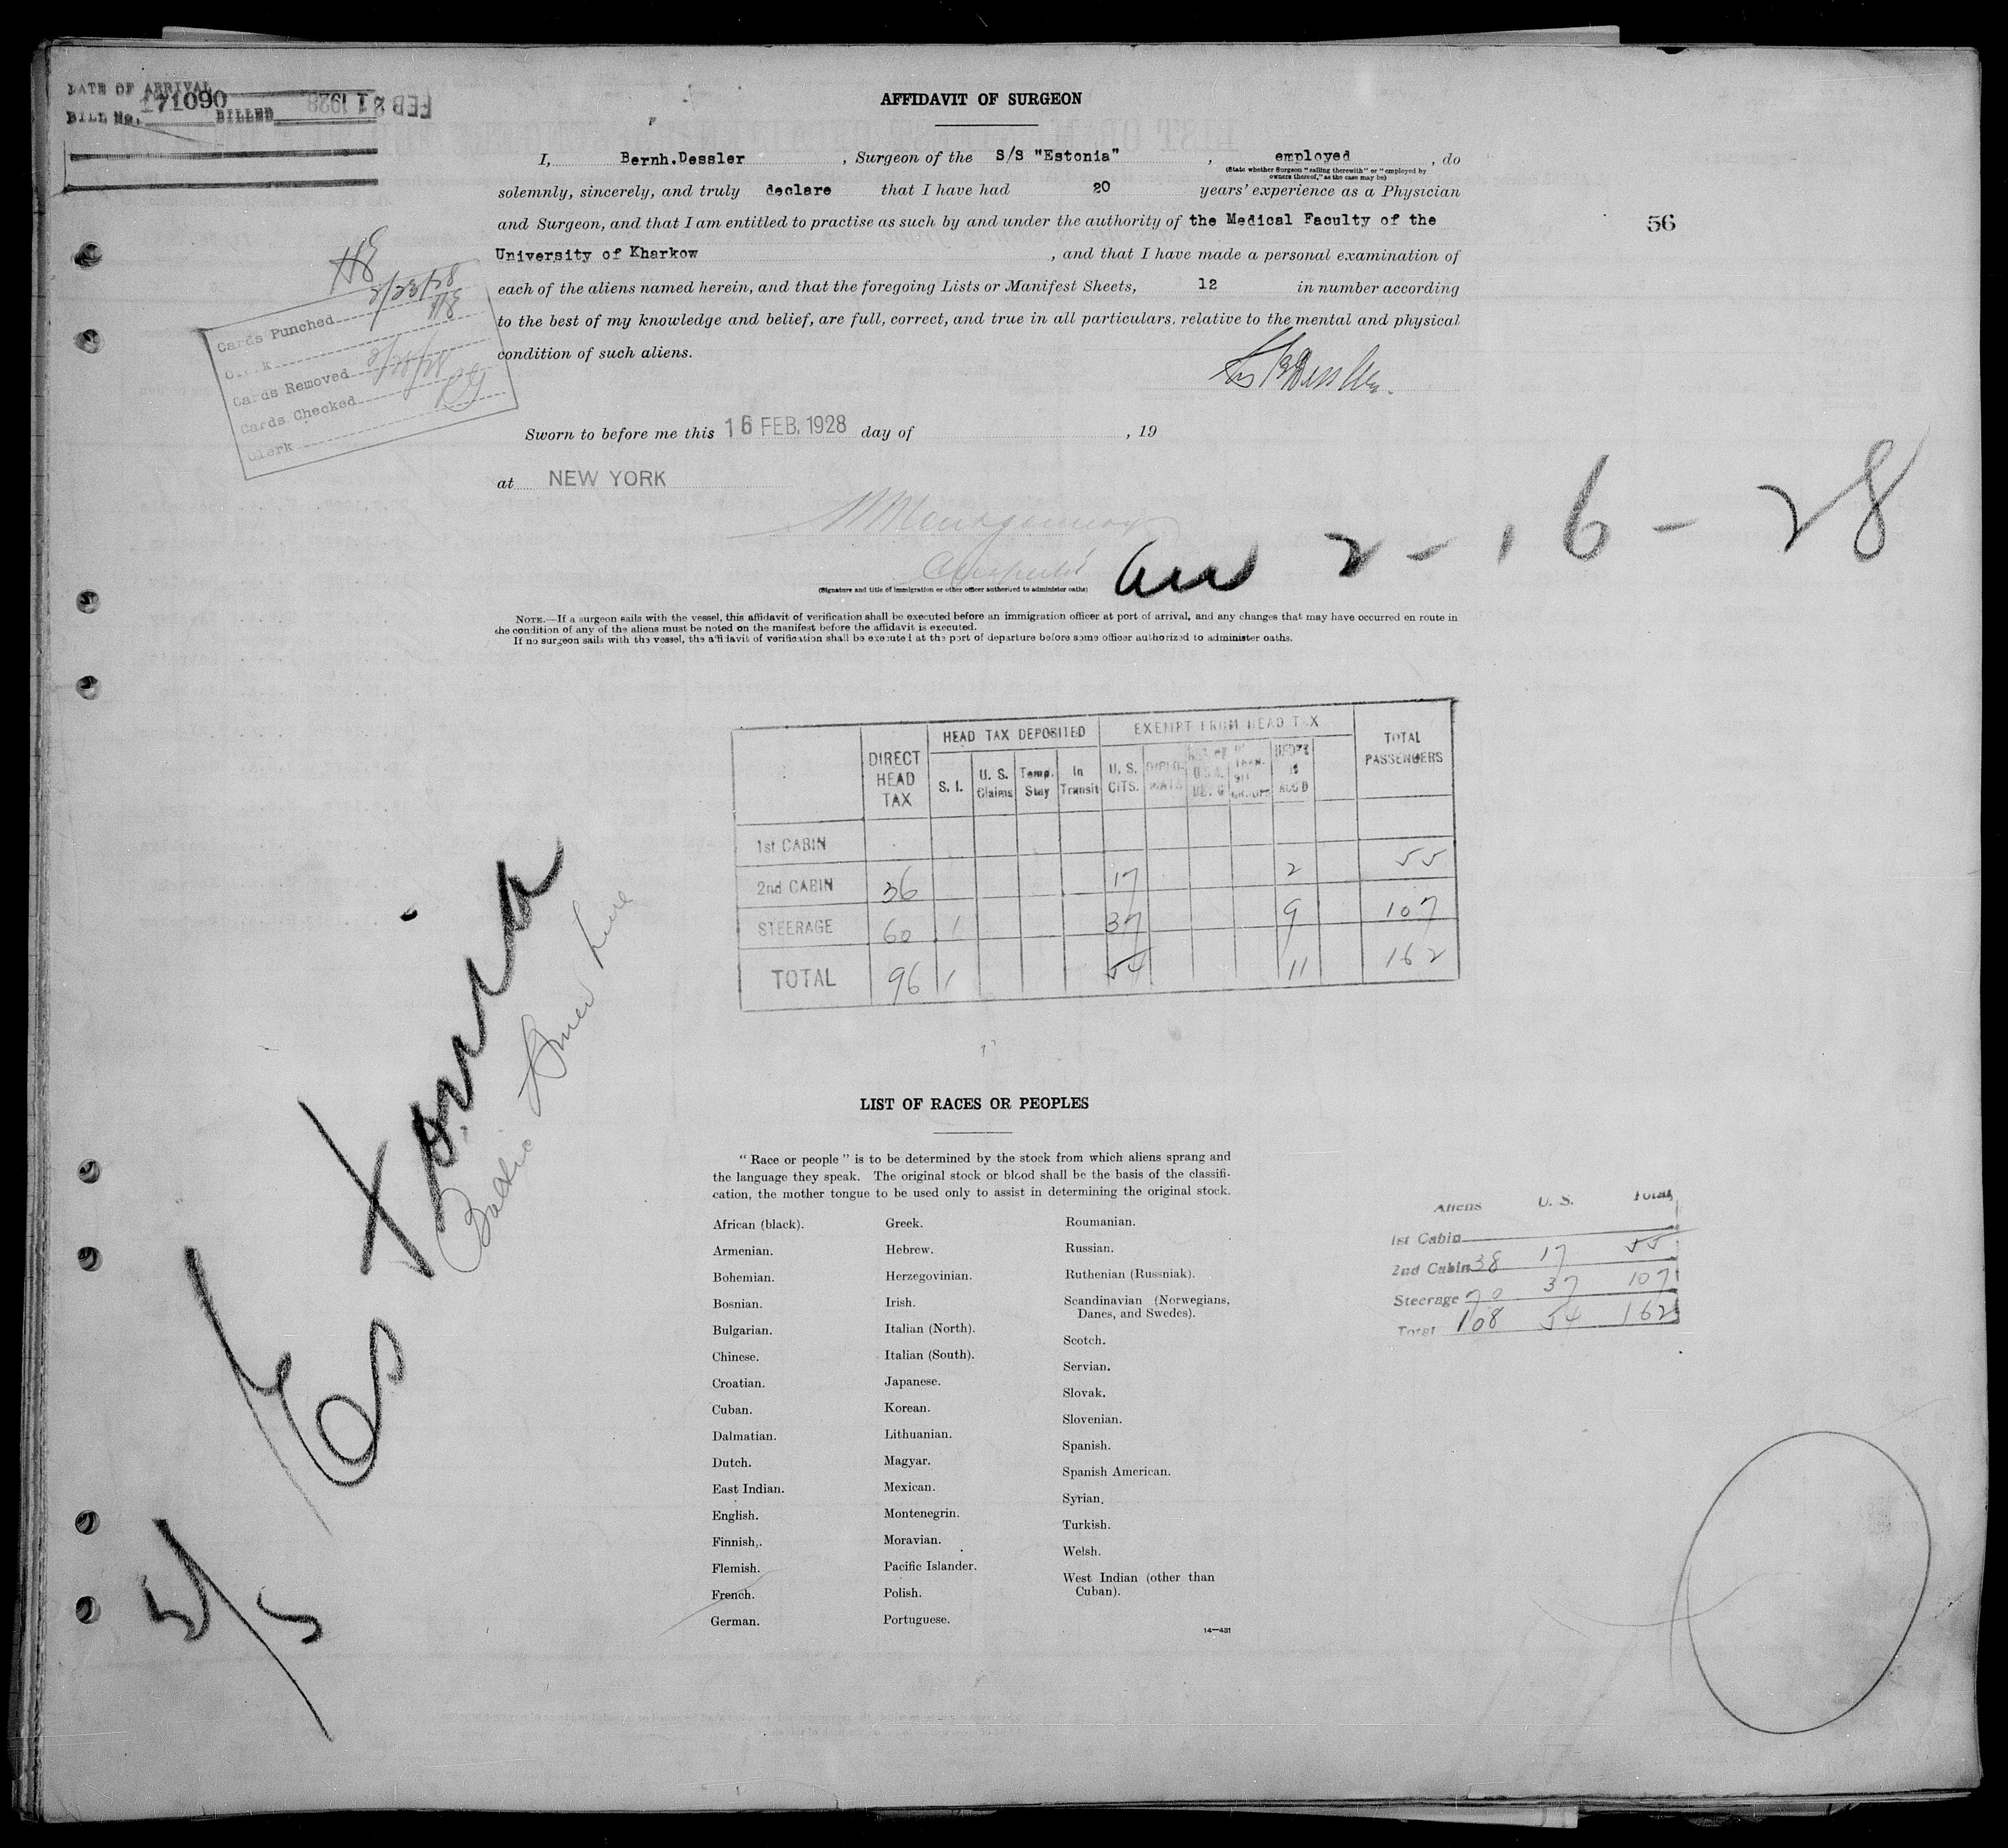 DATE OF ARRIVAL
BILL No. 171090 BILLED FEB 21 1928
AFFIDAVIT OF SURGEON
I, Bernh.Dessler , Surgeon of the S/S "Estonia" , employed , do
(State whether Surgeon "sailing therewith" or "employed by
owners thereof," as the case may be)
solemnly, sincerely, and truly declare that I have had 20 years' experience as a Physician
and Surgeon, and that I am entitled to practise as such by and under the authority of the Medical Faculty of the
University of Kharkow , and that I have made a personal examination of
each of the aliens named herein, and that the foregoing Lists or Manifest Sheets, 12 in number according
to the best of my knowledge and belief, are full, correct, and true in all particulars, relative to the mental and physical
condition of such aliens.
56
HE
Cards Punched 2/23/28
Clerk HE
Cards Removed 2/28/28
Cards Checked
Clerk
Sworn to before me this 16 FEB. 1928 day of , 19
at NEW YORK
(Signature and title of immigration or other officer authorized to administer oaths)
2-16-28
NOTE.—If a surgeon sails with the vessel, this affidavit of verification shall be executed before an immigration officer at port of arrival, and any changes that may have occurred en route in
the condition of any of the aliens must be noted on the manifest before the affidavit is executed.
If no surgeon sails with the vessel, the affidavit of verification shall be executed at the port of departure before some officer authorized to administer oaths.
DIRECT HEAD TAX HEAD TAX DEPOSITED EXEMPT FROM HEAD TAX TOTAL PASSENGERS
S. I. U. S. Claims Temp. Stay In Transit U. S. CITS. DIPLO-MATS UNDER 16 ACC'D
1st CABIN
2nd CABIN 36 17 2 55
STEERAGE 60 1 37 9 107
TOTAL 96 1 54 11 162
Estonia
Baltic Amer Line
LIST OF RACES OR PEOPLES
"Race or people" is to be determined by the stock from which aliens sprang and
the language they speak. The original stock or blood shall be the basis of the classifi-
cation, the mother tongue to be used only to assist in determining the original stock.
African (black).
Armenian.
Bohemian.
Bosnian.
Bulgarian.
Chinese.
Croatian.
Cuban.
Dalmatian.
Dutch.
East Indian.
English.
Finnish.
Flemish.
French.
German.
Greek.
Hebrew.
Herzegovinian.
Irish.
Italian (North).
Italian (South).
Japanese.
Korean.
Lithuanian.
Magyar.
Mexican.
Montenegrin.
Moravian.
Pacific Islander.
Polish.
Portuguese.
Roumanian.
Russian.
Ruthenian (Russniak).
Scandinavian (Norwegians,
Danes, and Swedes).
Scotch.
Servian.
Slovak.
Slovenian.
Spanish.
Spanish American.
Syrian.
Turkish.
Welsh.
West Indian (other than
Cuban).
14—431
Aliens U. S. Total
1st Cabin
2nd Cabin 38 17 55
Steerage 70 37 107
Total 108 54 162